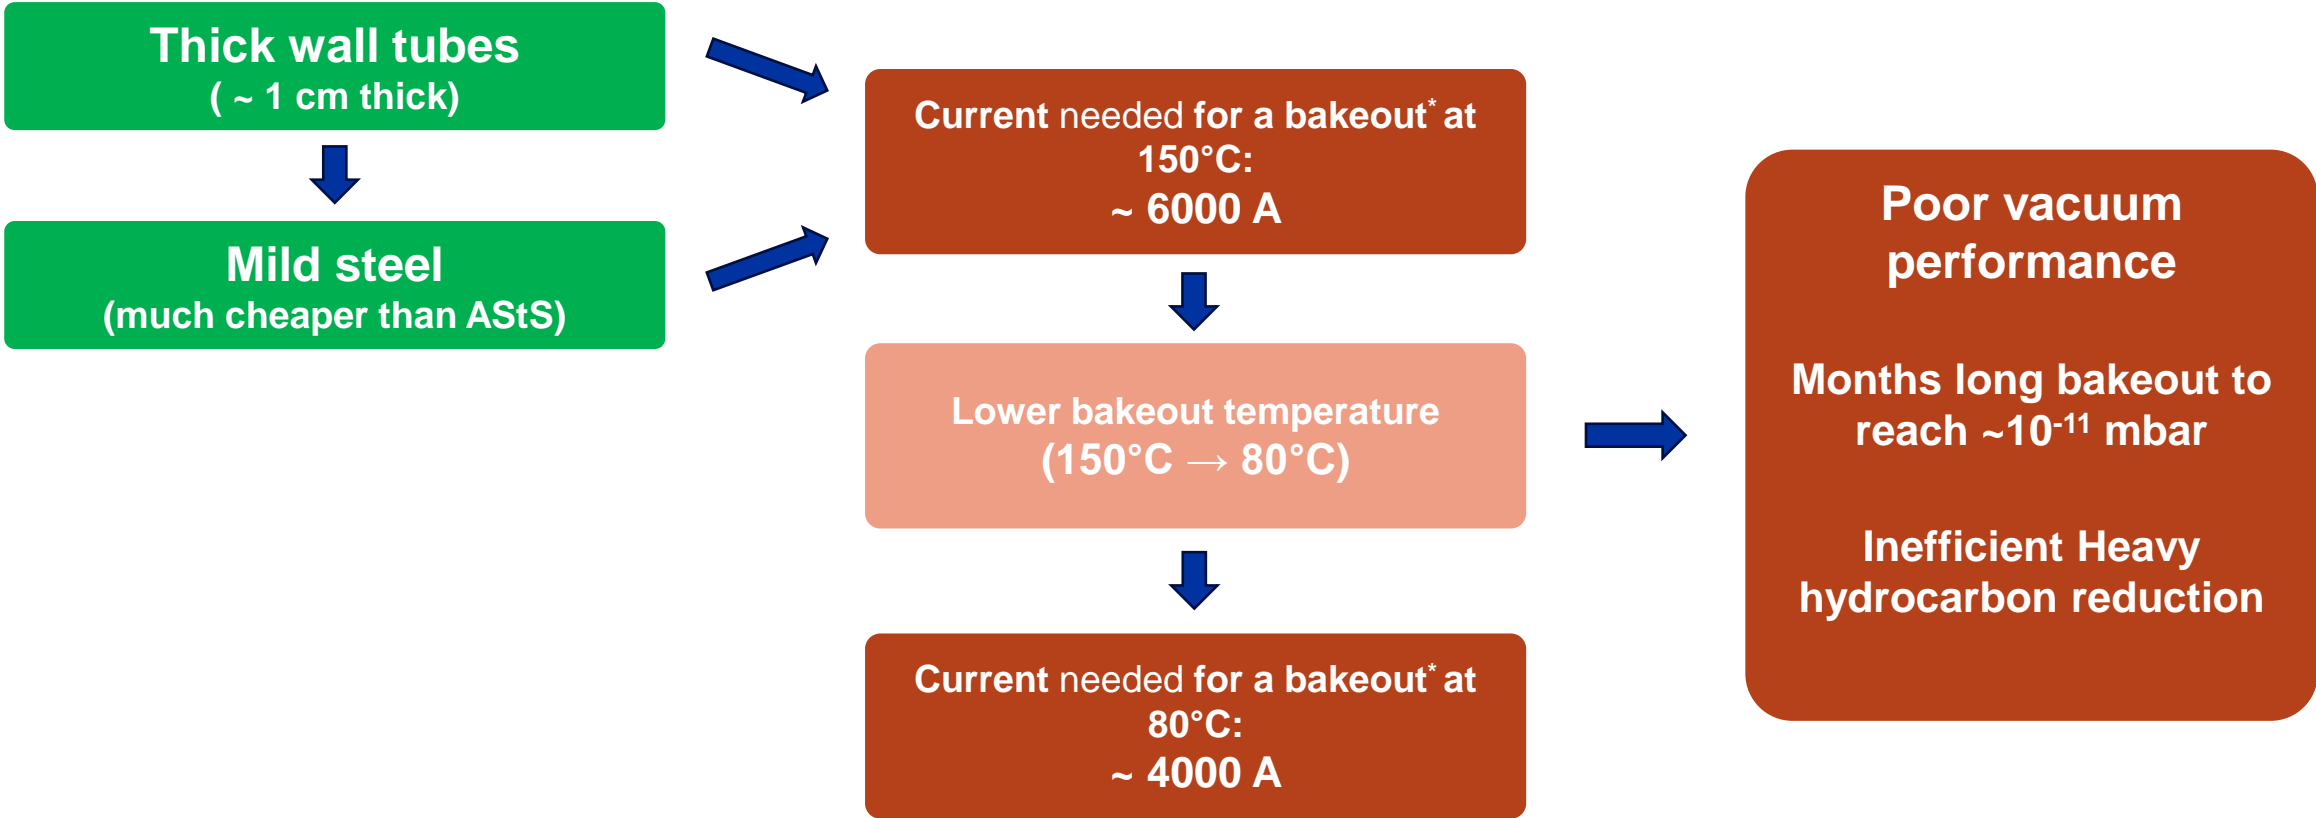 Thick wall tubes
( ~ 1 cm thick)
Mild steel
(much cheaper than AStS)
Current needed for a bakeout* at
150°C:
~ 6000 A
Lower bakeout temperature
(150°C → 80°C)
Current needed for a bakeout* at
80°C:
~ 4000 A
Poor vacuum
performance
Months long bakeout to
reach ~10⁻¹¹ mbar
Inefficient Heavy
hydrocarbon reduction